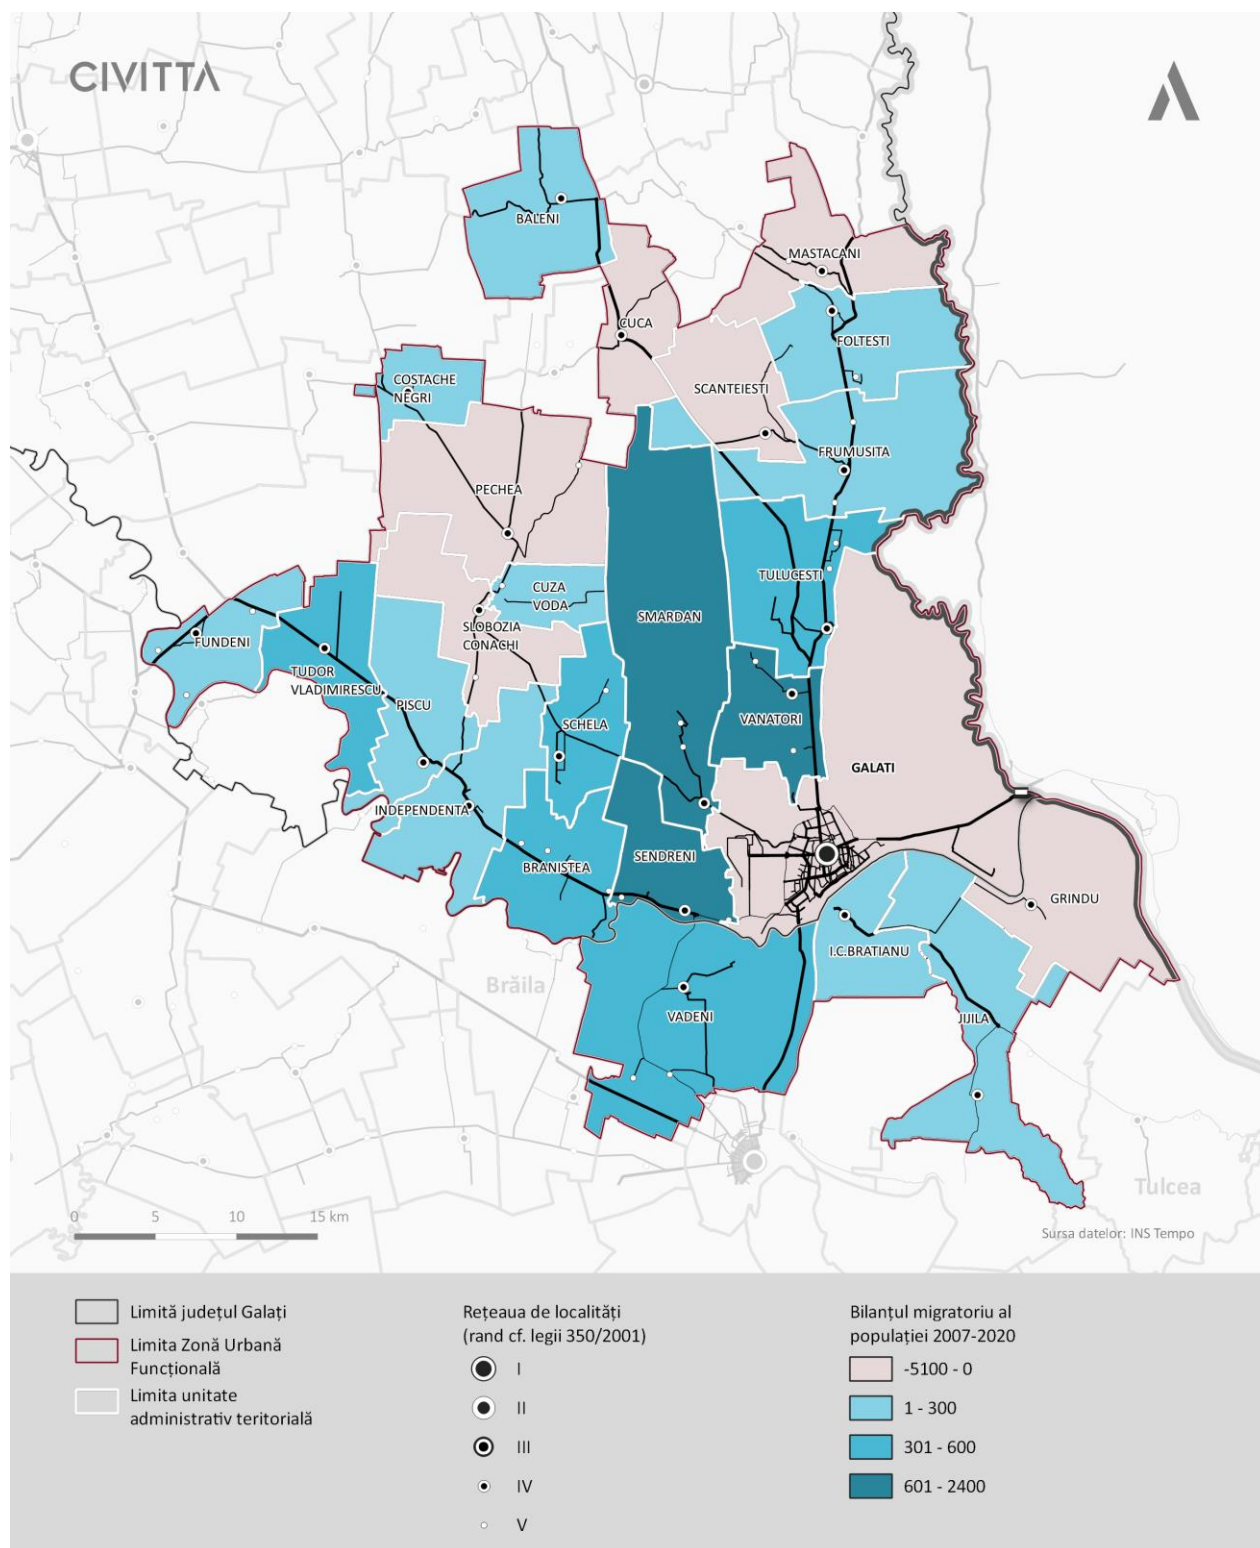 CIVITTA
BALENI
MASTACANI
CUCA
FOLTESTI
COSTACHE
NEGRI
SCANTEIESTI
FRUMUSITA
PECHEA
TULUCESTI
CUZA
VODA
SMARDAN
SLOBOZIA
CONACHI
FUNDENI
TUDOR
VLADIMIRESCU
PISCU
SCHELA
VANATORI
GALATI
INDEPENDENTA
BRANISTEA
SENDRENI
GRINDU
I.C.BRATIANU
Brăila
VADENI
JIJILA
Tulcea
0 5 10 15 km
Sursa datelor: INS Tempo
Limită județul Galați
Limita Zonă Urbană
Funcțională
Limita unitate
administrativ teritorială
Rețeaua de localități
(rand cf. legii 350/2001)
I
II
III
IV
V
Bilanțul migratoriu al
populației 2007-2020
-5100 - 0
1 - 300
301 - 600
601 - 2400